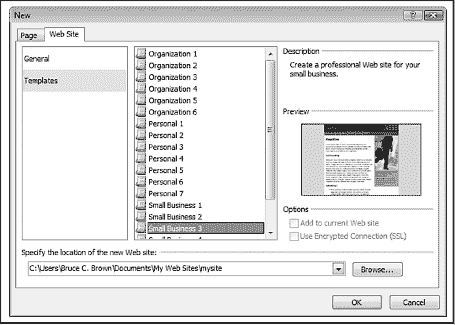 New
Page
Web Site
General
Templates
Organization 1
Organization 2
Organization 3
Organization 4
Organization 5
Organization 6
Personal 1
Personal 2
Personal 3
Personal 4
Personal 5
Personal 6
Personal 7
Small Business 1
Small Business 2
Small Business 3
Description
Create a professional Web site for your
small business.
Preview
Options
Add to current Web site
Use Encrypted Connection (SSL)
Specify the location of the new Web site:
C:\Users\Bruce C. Brown\Documents\My Web Sites\mysite
Browse...
OK
Cancel